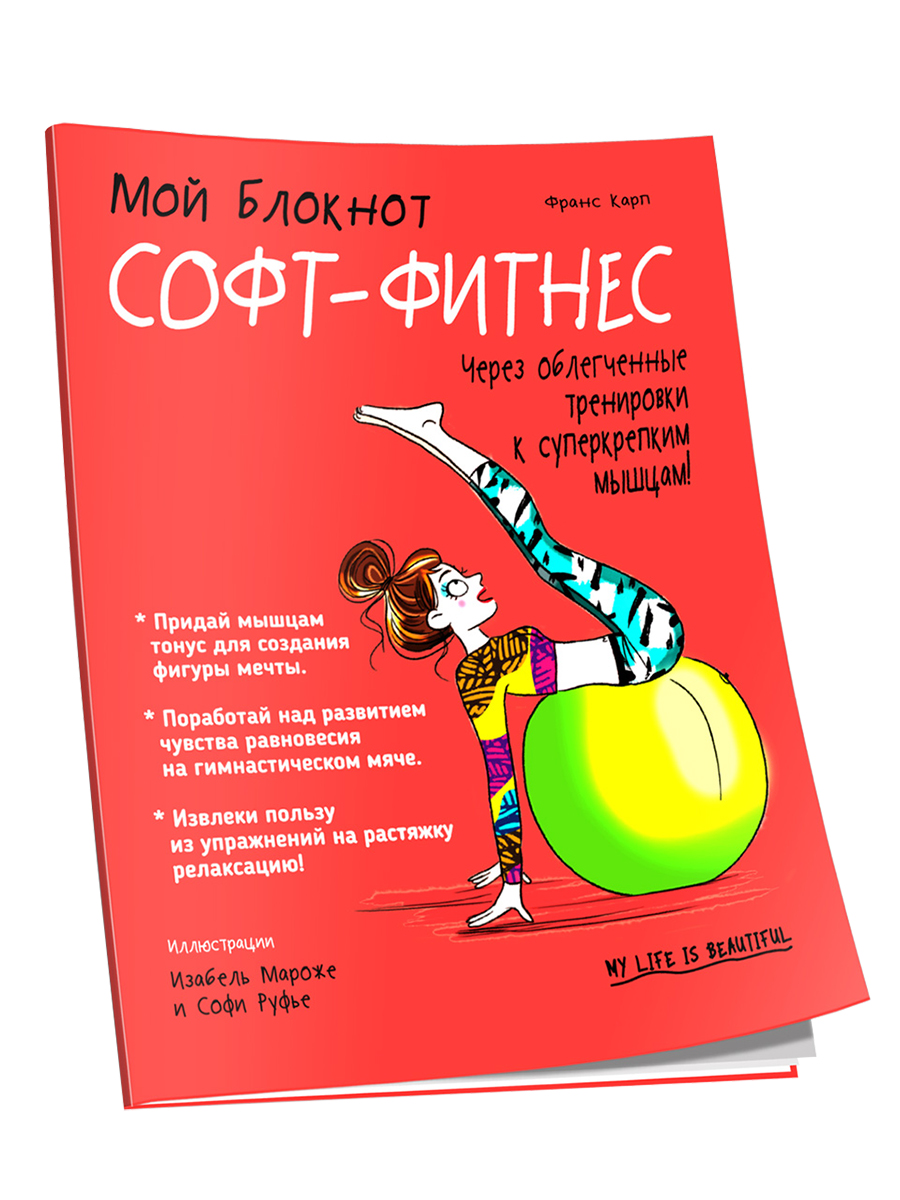 Мой Блокнот
Франс Карп
СОФТ-ФИТНЕС
Через облегченные
тренировки
к суперкрепким
мышцам!
* Придай мышцам
тонус для создания
фигуры мечты.
* Поработай над развитием
чувства равновесия
на гимнастическом мяче.
* Извлеки пользу
из упражнений на растяжку
релаксацию!
Иллюстрации
Изабель Мароже
и Софи Руфье
MY LIFE IS BEAUTIFUL